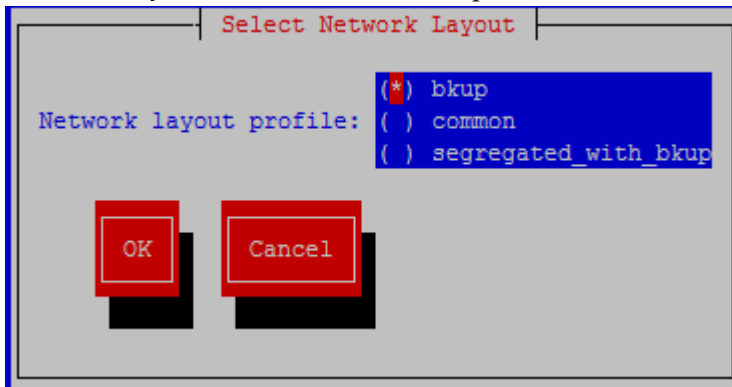 Select Network Layout
(*) bkup
Network layout profile: ( ) common
( ) segregated_with_bkup
OK Cancel